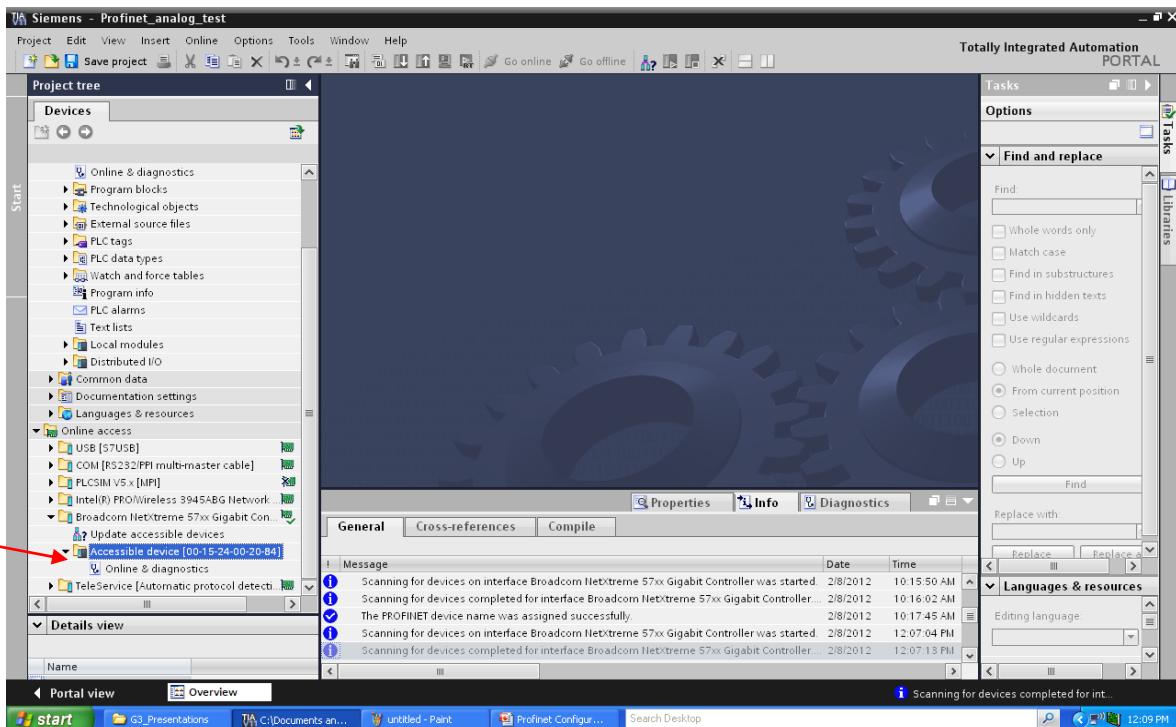 Siemens - Profinet_analog_test
Project Edit View Insert Online Options Tools Window Help
Save project
Go online
Go offline
Totally Integrated Automation
PORTAL
Project tree
Devices
Start
Online & diagnostics
Program blocks
Technological objects
External source files
PLC tags
PLC data types
Watch and force tables
Program info
PLC alarms
Text lists
Local modules
Distributed I/O
Common data
Documentation settings
Languages & resources
Online access
USB [S7USB]
COM [RS232/PPI multi-master cable]
PLCSIM V5.x [MPI]
Intel(R) PRO/Wireless 3945ABG Network ...
Broadcom NetXtreme 57xx Gigabit Con...
Update accessible devices
Accessible device [00-15-24-00-20-84]
Online & diagnostics
TeleService [Automatic protocol detecti...
Details view
Name
Properties
Info
Diagnostics
General
Cross-references
Compile
! Message Date Time
Scanning for devices on interface Broadcom NetXtreme 57xx Gigabit Controller was started. 2/8/2012 10:15:50 AM
Scanning for devices completed for interface Broadcom NetXtreme 57xx Gigabit Controller.... 2/8/2012 10:16:02 AM
The PROFINET device name was assigned successfully. 2/8/2012 10:17:45 AM
Scanning for devices on interface Broadcom NetXtreme 57xx Gigabit Controller was started. 2/8/2012 12:07:04 PM
Scanning for devices completed for interface Broadcom NetXtreme 57xx Gigabit Controller.... 2/8/2012 12:07:13 PM
Tasks
Options
Find and replace
Find:
Whole words only
Match case
Find in substructures
Find in hidden texts
Use wildcards
Use regular expressions
Whole document
From current position
Selection
Down
Up
Find
Replace with:
Replace
Replace a
Languages & resources
Editing language:
Tasks
Libraries
Portal view
Overview
Scanning for devices completed for int...
start
G3_Presentations
C:\Documents an...
untitled - Paint
Profinet Configur...
Search Desktop
12:09 PM